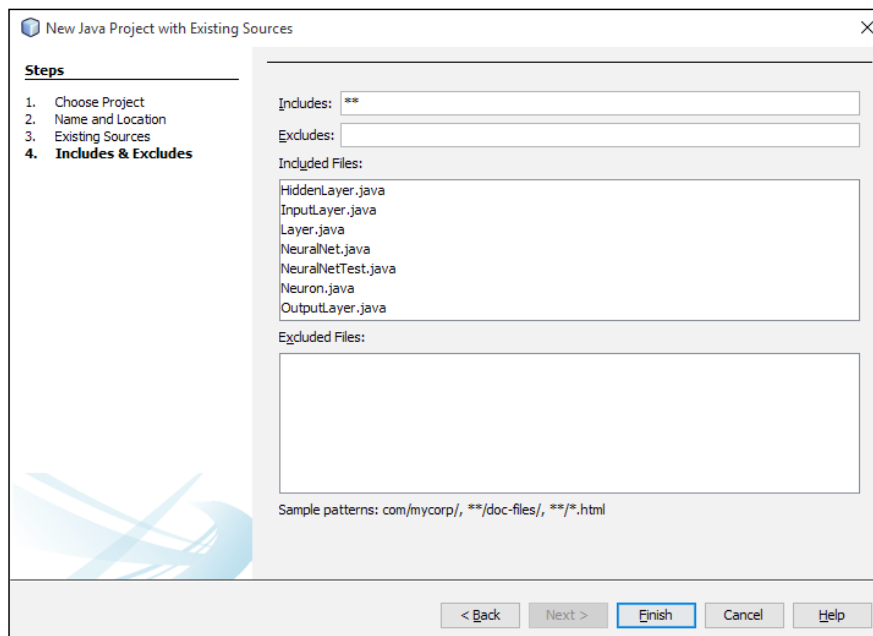 New Java Project with Existing Sources
Steps
1. Choose Project
2. Name and Location
3. Existing Sources
4. Includes & Excludes
Includes: **
Excludes:
Included Files:
HiddenLayer.java
InputLayer.java
Layer.java
NeuralNet.java
NeuralNetTest.java
Neuron.java
OutputLayer.java
Excluded Files:
Sample patterns: com/mycorp/, **/doc-files/, **/*.html
< Back Next > Finish Cancel Help